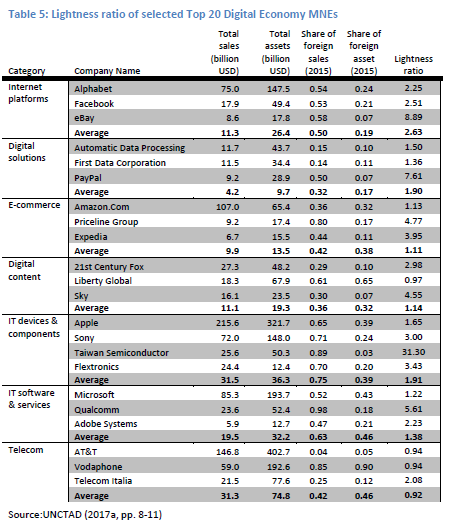 Table 5: Lightness ratio of selected Top 20 Digital Economy MNEs
Category Company Name Total sales (billion USD) Total assets (billion USD) Share of foreign sales (2015) Share of foreign asset (2015) Lightness ratio
Internet platforms Alphabet 75.0 147.5 0.54 0.24 2.25
Facebook 17.9 49.4 0.53 0.21 2.51
eBay 8.6 17.8 0.58 0.07 8.89
Average 11.3 26.4 0.50 0.19 2.63
Digital solutions Automatic Data Processing 11.7 43.7 0.15 0.10 1.50
First Data Corporation 11.5 34.4 0.14 0.11 1.36
PayPal 9.2 28.9 0.50 0.07 7.61
Average 4.2 9.7 0.32 0.17 1.90
E-commerce Amazon.Com 107.0 65.4 0.36 0.32 1.13
Priceline Group 9.2 17.4 0.80 0.17 4.77
Expedia 6.7 15.5 0.44 0.11 3.95
Average 9.9 13.5 0.42 0.38 1.11
Digital content 21st Century Fox 27.3 48.2 0.29 0.10 2.98
Liberty Global 18.3 67.9 0.61 0.65 0.97
Sky 16.1 23.5 0.30 0.07 4.55
Average 11.1 19.3 0.36 0.32 1.14
IT devices & components Apple 215.6 321.7 0.65 0.39 1.65
Sony 72.0 148.0 0.71 0.24 3.00
Taiwan Semiconductor 25.6 50.3 0.89 0.03 31.30
Flextronics 24.4 12.4 0.70 0.20 3.43
Average 31.5 36.3 0.75 0.39 1.91
IT software & services Microsoft 85.3 193.7 0.52 0.43 1.22
Qualcomm 23.6 52.4 0.98 0.18 5.61
Adobe Systems 5.9 12.7 0.47 0.21 2.23
Average 19.5 32.2 0.63 0.46 1.38
Telecom AT&T 146.8 402.7 0.04 0.05 0.94
Vodaphone 59.0 192.6 0.85 0.90 0.94
Telecom Italia 21.5 77.6 0.25 0.12 2.08
Average 31.3 74.8 0.42 0.46 0.92
Source:UNCTAD (2017a, pp. 8-11)